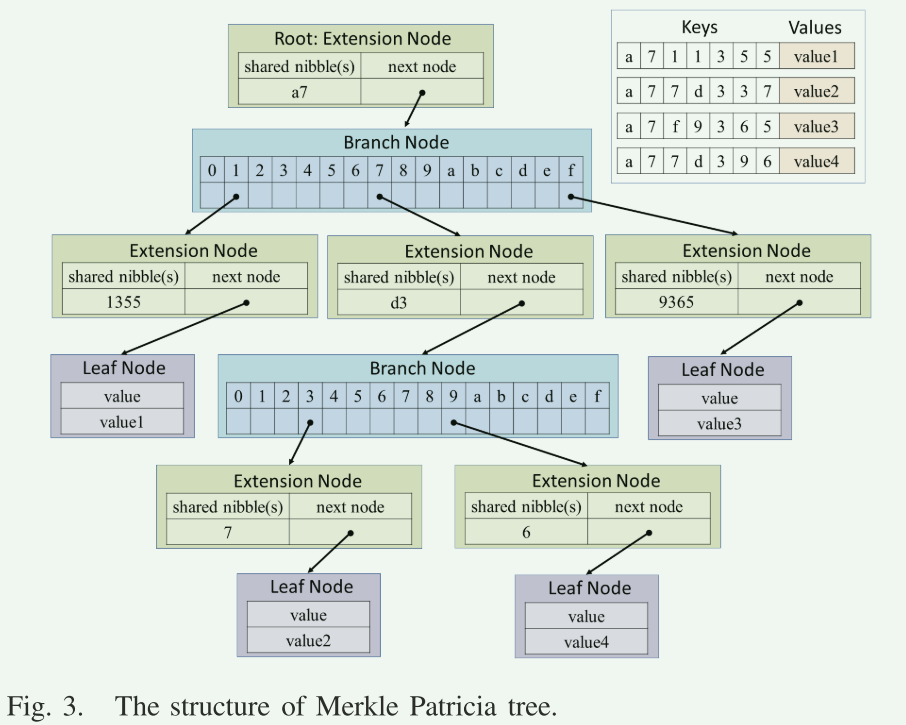 Root: Extension Node
shared nibble(s) next node
a7
Keys Values
a 7 1 1 3 5 5 value1
a 7 7 d 3 3 7 value2
a 7 f 9 3 6 5 value3
a 7 7 d 3 9 6 value4
Branch Node
0 1 2 3 4 5 6 7 8 9 a b c d e f
Extension Node
shared nibble(s) next node
1355
Extension Node
shared nibble(s) next node
d3
Extension Node
shared nibble(s) next node
9365
Leaf Node
value
value1
Branch Node
0 1 2 3 4 5 6 7 8 9 a b c d e f
Leaf Node
value
value3
Extension Node
shared nibble(s) next node
7
Extension Node
shared nibble(s) next node
6
Leaf Node
value
value2
Leaf Node
value
value4
Fig. 3. The structure of Merkle Patricia tree.